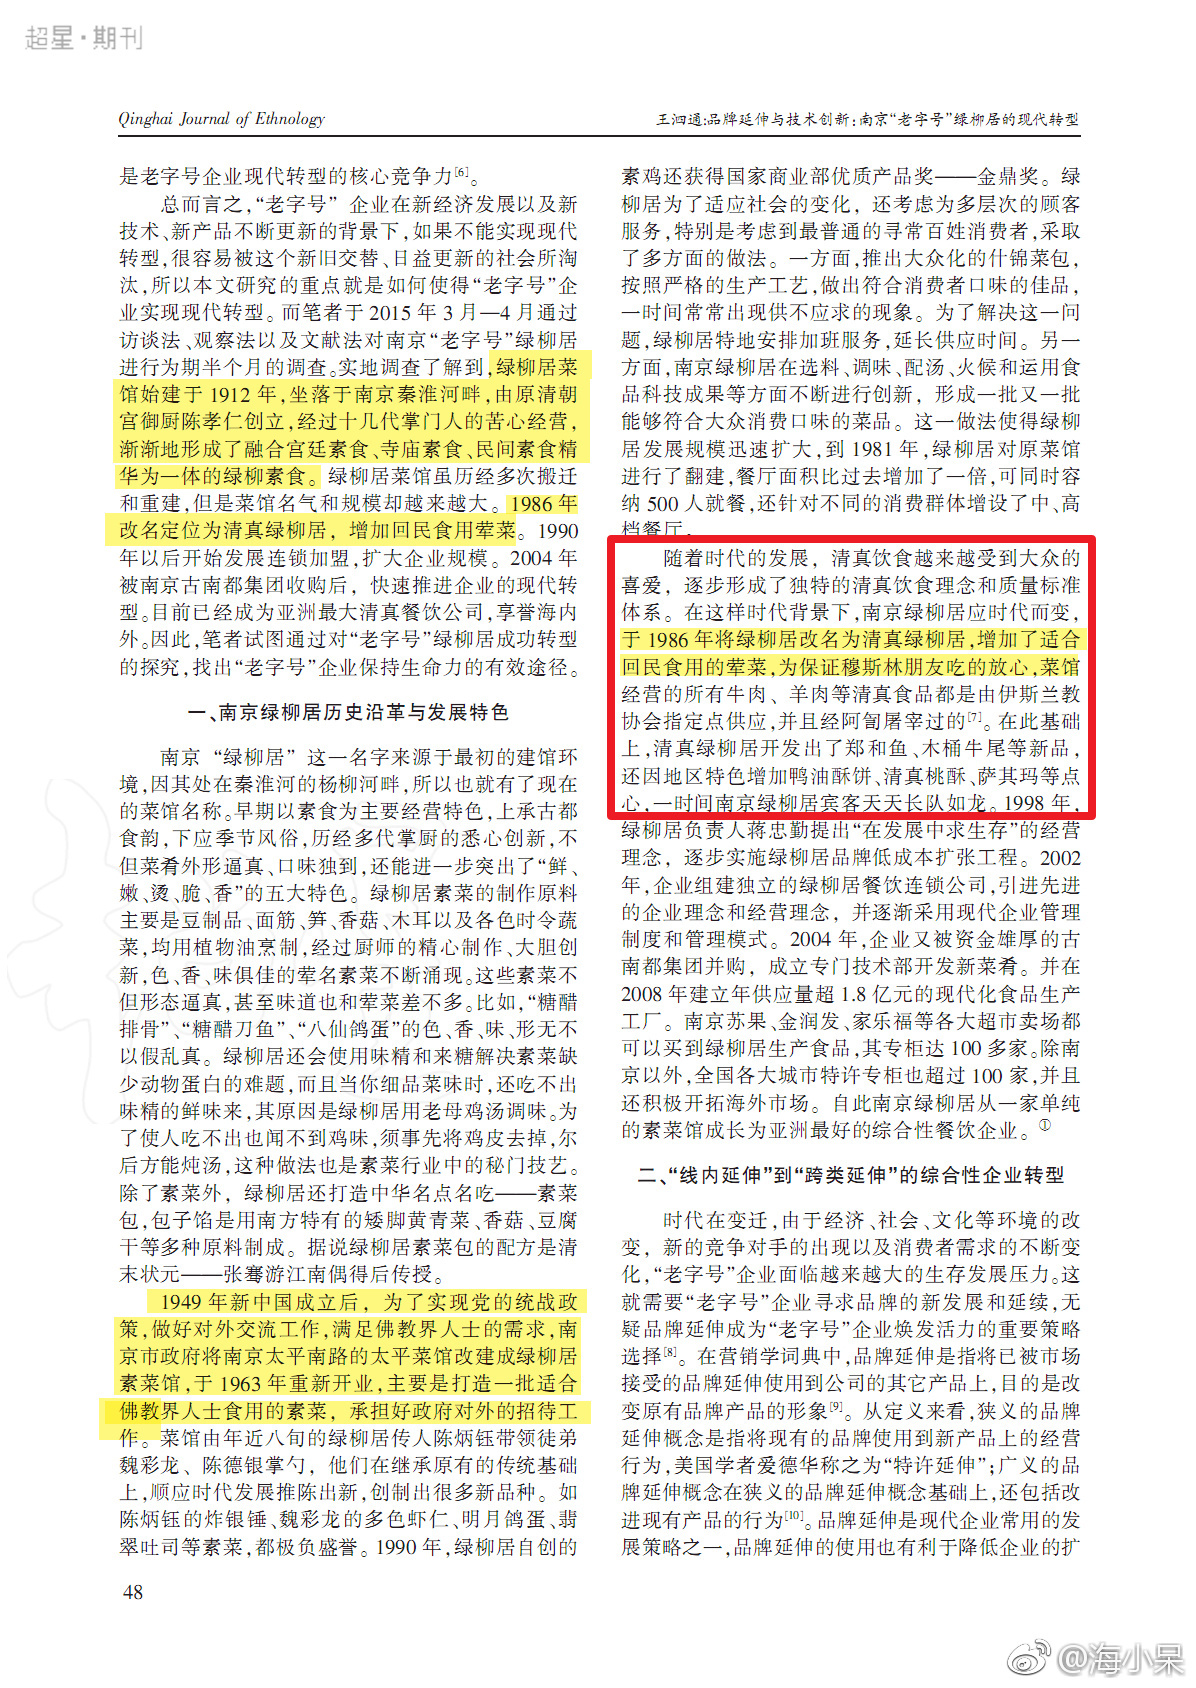 超星·期刊
Qinghai Journal of Ethnology
王泗通:品牌延伸与技术创新:南京“老字号”绿柳居的现代转型
是老字号企业现代转型的核心竞争力[6]。
总而言之,“老字号” 企业在新经济发展以及新
技术、新产品不断更新的背景下,如果不能实现现代
转型,很容易被这个新旧交替、日益更新的社会所淘
汰,所以本文研究的重点就是如何使得“老字号”企
业实现现代转型。而笔者于 2015 年 3 月—4 月通过
访谈法、观察法以及文献法对南京“老字号”绿柳居
进行为期半个月的调查。实地调查了解到,绿柳居菜
馆始建于 1912 年,坐落于南京秦淮河畔,由原清朝
宫御厨陈孝仁创立,经过十几代掌门人的苦心经营,
渐渐地形成了融合宫廷素食、寺庙素食、民间素食精
华为一体的绿柳素食。绿柳居菜馆虽历经多次搬迁
和重建,但是菜馆名气和规模却越来越大。1986 年
改名定位为清真绿柳居，增加回民食用荤菜。1990
年以后开始发展连锁加盟,扩大企业规模。2004 年
被南京古南都集团收购后，快速推进企业的现代转
型。目前已经成为亚洲最大清真餐饮公司,享誉海内
外。因此,笔者试图通过对“老字号”绿柳居成功转型
的探究,找出“老字号”企业保持生命力的有效途径。
一、南京绿柳居历史沿革与发展特色
南京“绿柳居”这一名字来源于最初的建馆环
境,因其处在秦淮河的杨柳河畔,所以也就有了现在
的菜馆名称。早期以素食为主要经营特色,上承古都
食韵,下应季节风俗,历经多代掌厨的悉心创新,不
但菜肴外形逼真、口味独到,还能进一步突出了“鲜、
嫩、烫、脆、香”的五大特色。绿柳居素菜的制作原料
主要是豆制品、面筋、笋、香菇、木耳以及各色时令蔬
菜,均用植物油烹制,经过厨师的精心制作、大胆创
新,色、香、味俱佳的荤名素菜不断涌现。这些素菜不
但形态逼真,甚至味道也和荤菜差不多。比如,“糖醋
排骨”、“糖醋刀鱼”、“八仙鸽蛋”的色、香、味、形无不
以假乱真。绿柳居还会使用味精和来糖解决素菜缺
少动物蛋白的难题,而且当你细品菜味时,还吃不出
味精的鲜味来,其原因是绿柳居用老母鸡汤调味。为
了使人吃不出也闻不到鸡味,须事先将鸡皮去掉,尔
后方能炖汤,这种做法也是素菜行业中的秘门技艺。
除了素菜外，绿柳居还打造中华名点名吃——素菜
包,包子馅是用南方特有的矮脚黄青菜、香菇、豆腐
干等多种原料制成。据说绿柳居素菜包的配方是清
末状元——张謇游江南偶得后传授。
1949 年新中国成立后，为了实现党的统战政
策,做好对外交流工作,满足佛教界人士的需求,南
京市政府将南京太平南路的太平菜馆改建成绿柳居
素菜馆,于 1963 年重新开业,主要是打造一批适合
佛教界人士食用的素菜，承担好政府对外的招待工
作。菜馆由年近八旬的绿柳居传人陈炳钰带领徒弟
魏彩龙、陈德银掌勺，他们在继承原有的传统基础
上,顺应时代发展推陈出新,创制出很多新品种。如
陈炳钰的炸银锤、魏彩龙的多色虾仁、明月鸽蛋、翡
翠吐司等素菜,都极负盛誉。1990 年,绿柳居自创的
48
素鸡还获得国家商业部优质产品奖——金鼎奖。绿
柳居为了适应社会的变化，还考虑为多层次的顾客
服务,特别是考虑到最普通的寻常百姓消费者,采取
了多方面的做法。一方面,推出大众化的什锦菜包,
按照严格的生产工艺,做出符合消费者口味的佳品,
一时间常常出现供不应求的现象。为了解决这一问
题,绿柳居特地安排加班服务,延长供应时间。另一
方面,南京绿柳居在选料、调味、配汤、火候和运用食
品科技成果等方面不断进行创新，形成一批又一批
能够符合大众消费口味的菜品。这一做法使得绿柳
居发展规模迅速扩大,到 1981 年,绿柳居对原菜馆
进行了翻建,餐厅面积比过去增加了一倍,可同时容
纳 500 人就餐,还针对不同的消费群体增设了中、高
档餐厅。
随着时代的发展，清真饮食越来越受到大众的
喜爱，逐步形成了独特的清真饮食理念和质量标准
体系。在这样时代背景下,南京绿柳居应时代而变,
于 1986 年将绿柳居改名为清真绿柳居,增加了适合
回民食用的荤菜,为保证穆斯林朋友吃的放心,菜馆
经营的所有牛肉、羊肉等清真食品都是由伊斯兰教
协会指定点供应,并且经阿訇屠宰过的[7]。在此基础
上,清真绿柳居开发出了郑和鱼、木桶牛尾等新品,
还因地区特色增加鸭油酥饼、清真桃酥、萨其玛等点
心,一时间南京绿柳居宾客天天长队如龙。1998 年,
绿柳居负责人蒋忠勤提出“在发展中求生存”的经营
理念，逐步实施绿柳居品牌低成本扩张工程。2002
年,企业组建独立的绿柳居餐饮连锁公司,引进先进
的企业理念和经营理念，并逐渐采用现代企业管理
制度和管理模式。2004 年,企业又被资金雄厚的古
南都集团并购，成立专门技术部开发新菜肴。并在
2008 年建立年供应量超 1.8 亿元的现代化食品生产
工厂。南京苏果、金润发、家乐福等各大超市卖场都
可以买到绿柳居生产食品,其专柜达 100 多家。除南
京以外,全国各大城市特许专柜也超过 100 家,并且
还积极开拓海外市场。自此南京绿柳居从一家单纯
的素菜馆成长为亚洲最好的综合性餐饮企业。①
二、“线内延伸”到“跨类延伸”的综合性企业转型
时代在变迁,由于经济、社会、文化等环境的改
变，新的竞争对手的出现以及消费者需求的不断变
化,“老字号”企业面临越来越大的生存发展压力。这
就需要“老字号”企业寻求品牌的新发展和延续,无
疑品牌延伸成为“老字号”企业焕发活力的重要策略
选择[8]。在营销学词典中,品牌延伸是指将已被市场
接受的品牌延伸使用到公司的其它产品上,目的是改
变原有品牌产品的形象[9]。从定义来看,狭义的品牌
延伸概念是指将现有的品牌使用到新产品上的经营
行为,美国学者爱德华称之为“特许延伸”;广义的品
牌延伸概念在狭义的品牌延伸概念基础上,还包括改
进现有产品的行为[10]。品牌延伸是现代企业常用的发
展策略之一,品牌延伸的使用也有利于降低企业的扩
@海小呆